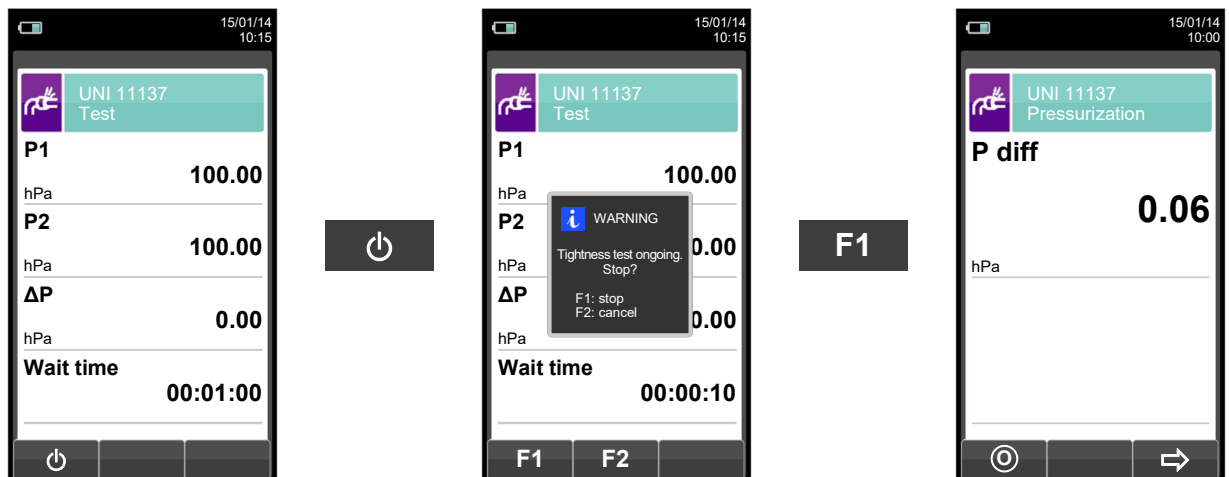 15/01/14
10:15
UNI 11137
Test
P1
100.00
hPa
P2
100.00
hPa
ΔP
0.00
hPa
Wait time
00:01:00
15/01/14
10:15
UNI 11137
Test
P1
100.00
hPa
P2
0.00
hPa
ΔP
0.00
hPa
Wait time
00:00:10
i WARNING
Tightness test ongoing.
Stop?
F1: stop
F2: cancel
F1 F2
F1
15/01/14
10:00
UNI 11137
Pressurization
P diff
0.06
hPa